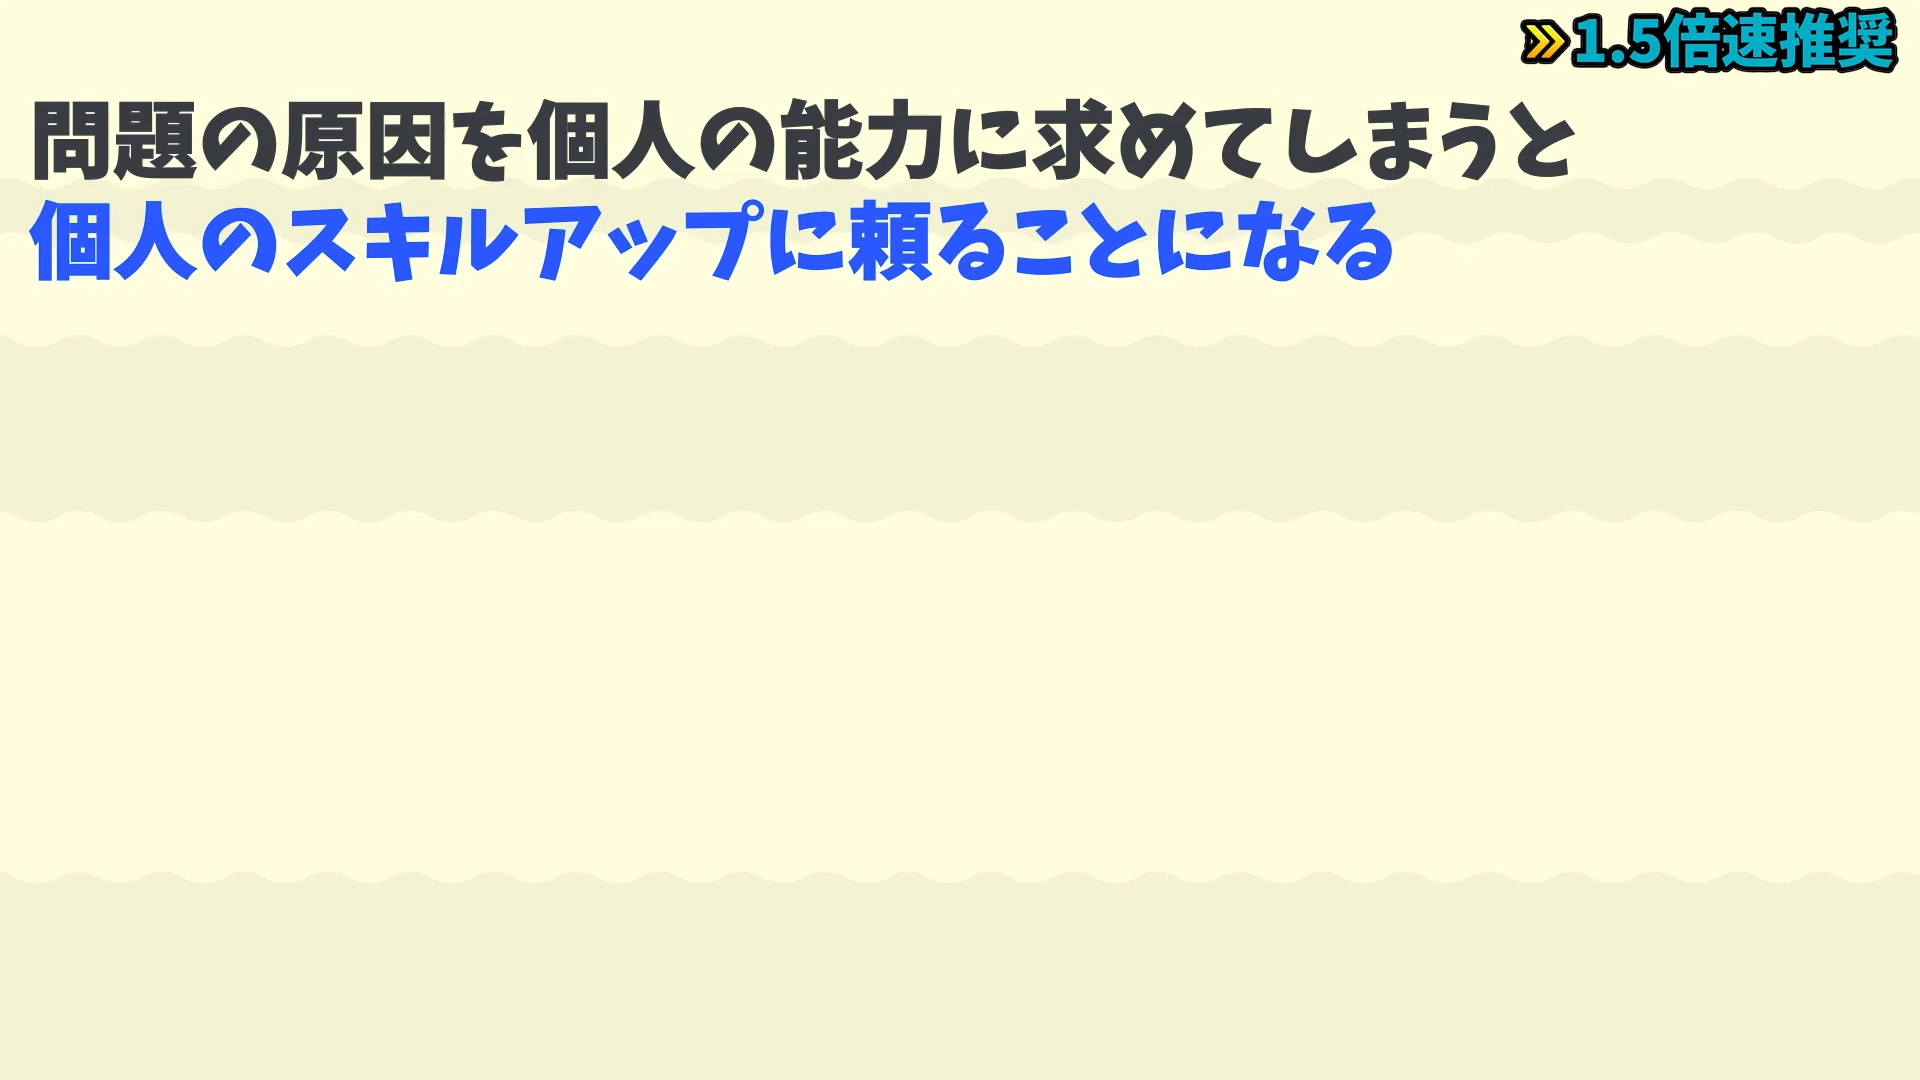 1.5倍速推奨
問題の原因を個人の能力に求めてしまうと
個人のスキルアップに頼ることになる